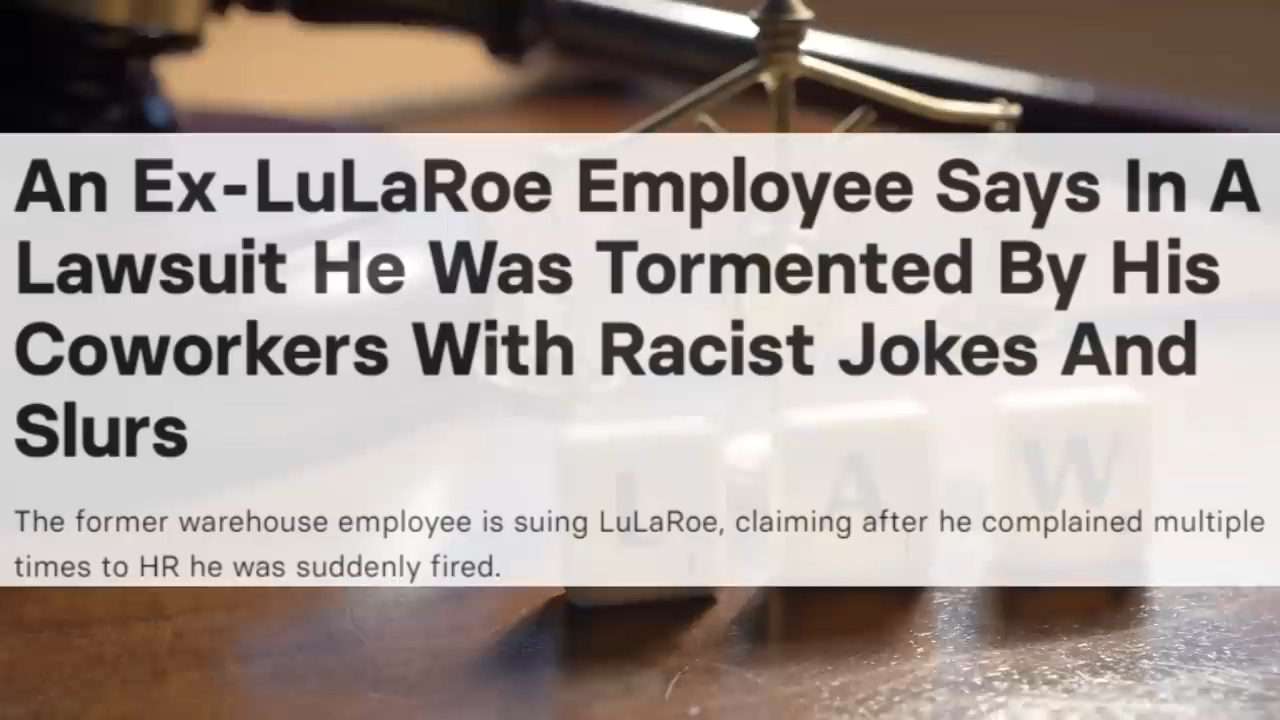 An Ex-LuLaRoe Employee Says In A
Lawsuit He Was Tormented By His
Coworkers With Racist Jokes And
Slurs
The former warehouse employee is suing LuLaRoe, claiming after he complained multiple
times to HR he was suddenly fired.
L A W